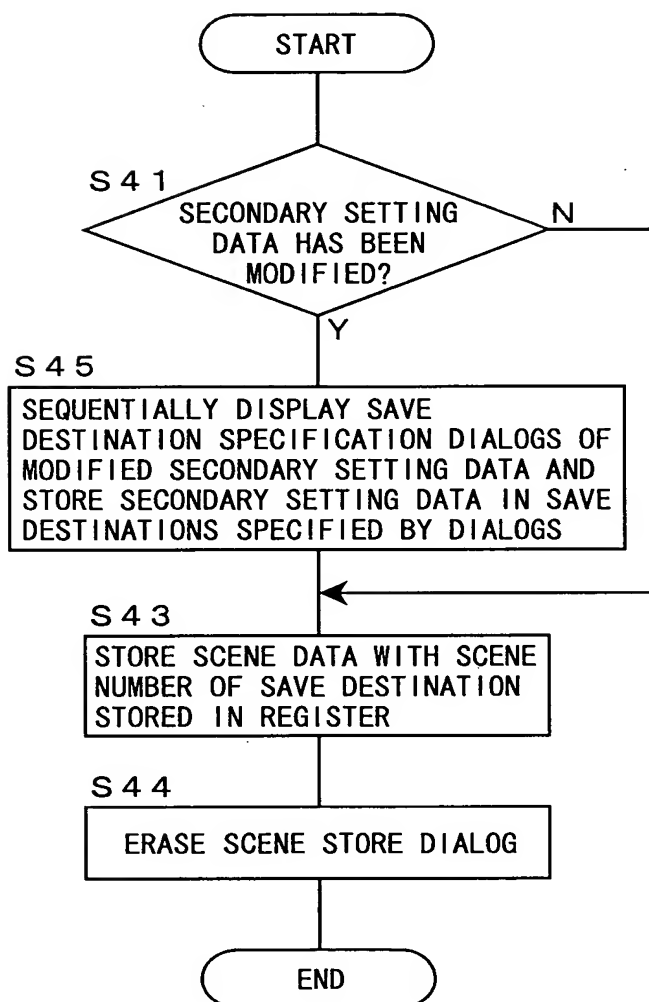 START
S41
SECONDARY SETTING
DATA HAS BEEN
MODIFIED?
N
Y
S45
SEQUENTIALLY DISPLAY SAVE
DESTINATION SPECIFICATION DIALOGS OF
MODIFIED SECONDARY SETTING DATA AND
STORE SECONDARY SETTING DATA IN SAVE
DESTINATIONS SPECIFIED BY DIALOGS
S43
STORE SCENE DATA WITH SCENE
NUMBER OF SAVE DESTINATION
STORED IN REGISTER
S44
ERASE SCENE STORE DIALOG
END